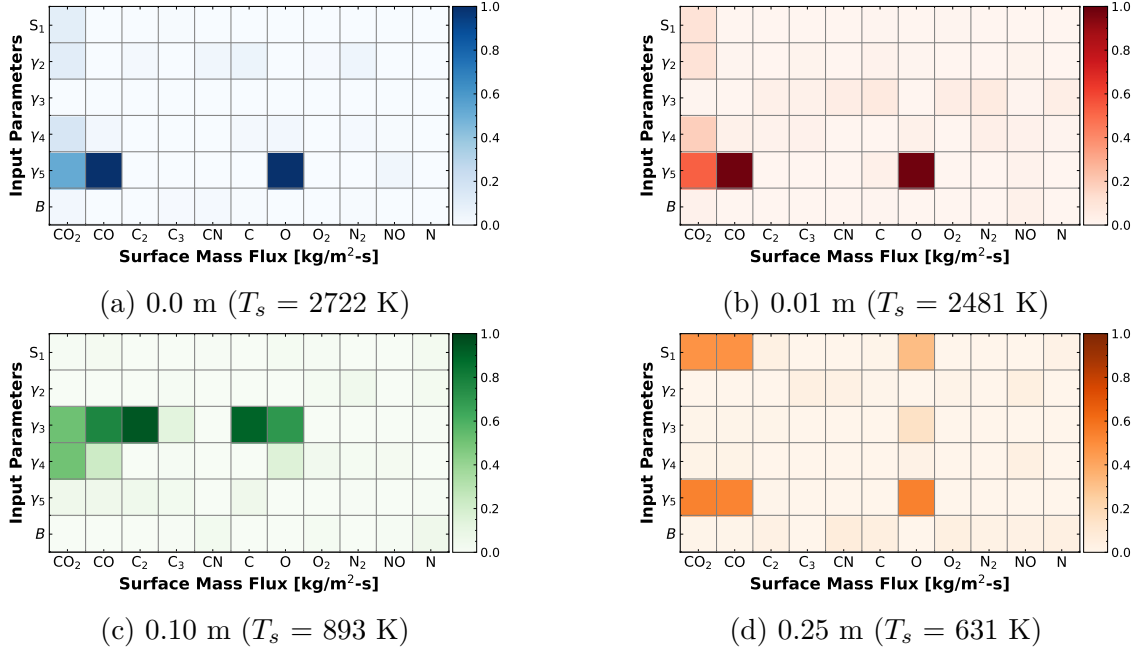 Input Parameters
S₁
γ₂
γ₃
γ₄
γ₅
B
CO₂ CO C₂ C₃ CN C O O₂ N₂ NO N
Surface Mass Flux [kg/m²-s]
1.0
0.8
0.6
0.4
0.2
0.0
(a) 0.0 m (Tₛ = 2722 K)
Input Parameters
S₁
γ₂
γ₃
γ₄
γ₅
B
CO₂ CO C₂ C₃ CN C O O₂ N₂ NO N
Surface Mass Flux [kg/m²-s]
1.0
0.8
0.6
0.4
0.2
0.0
(b) 0.01 m (Tₛ = 2481 K)
Input Parameters
S₁
γ₂
γ₃
γ₄
γ₅
B
CO₂ CO C₂ C₃ CN C O O₂ N₂ NO N
Surface Mass Flux [kg/m²-s]
1.0
0.8
0.6
0.4
0.2
0.0
(c) 0.10 m (Tₛ = 893 K)
Input Parameters
S₁
γ₂
γ₃
γ₄
γ₅
B
CO₂ CO C₂ C₃ CN C O O₂ N₂ NO N
Surface Mass Flux [kg/m²-s]
1.0
0.8
0.6
0.4
0.2
0.0
(d) 0.25 m (Tₛ = 631 K)